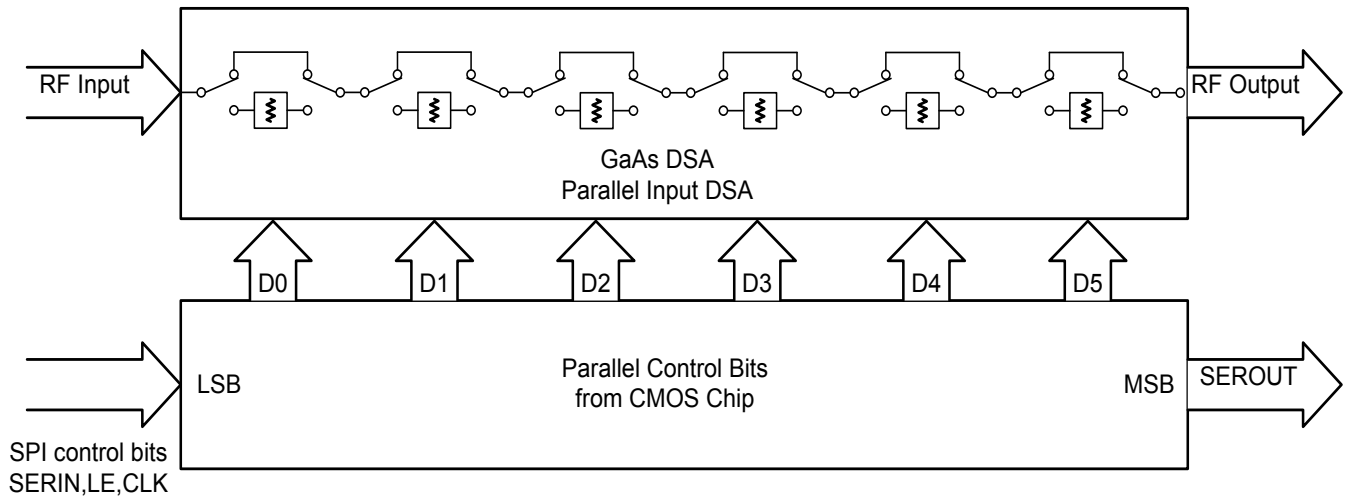 RF Input
RF Output
GaAs DSA
Parallel Input DSA
D0
D1
D2
D3
D4
D5
LSB
Parallel Control Bits
from CMOS Chip
MSB
SEROUT
SPI control bits
SERIN,LE,CLK